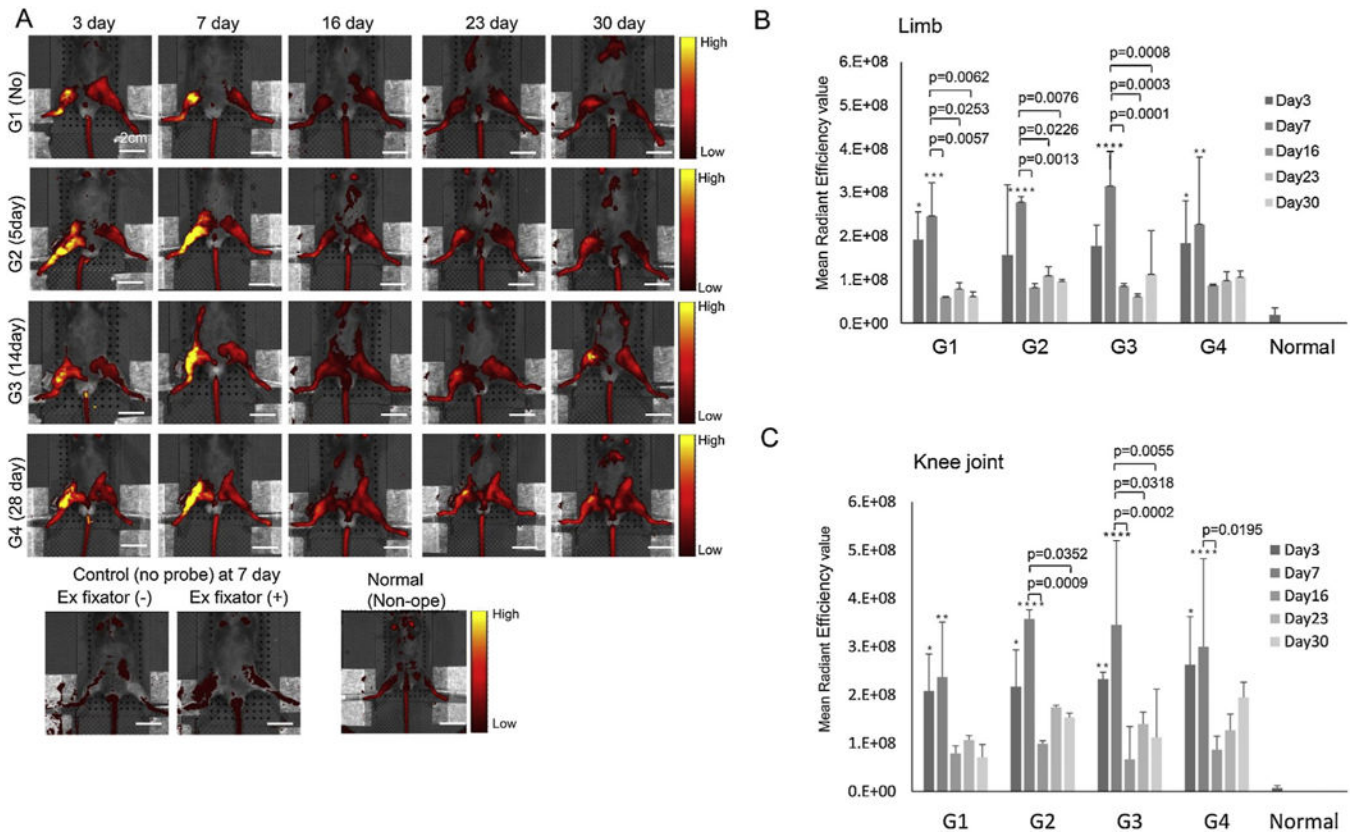 A
3 day 7 day 16 day 23 day 30 day
G1 (No)
2cm
High
Low
G2 (5day)
High
Low
G3 (14day)
High
Low
G4 (28 day)
High
Low
Control (no probe) at 7 day
Ex fixator (-) Ex fixator (+)
Normal
(Non-ope)
High
Low
B
Limb
Mean Radiant Efficiency value
6.E+08
5.E+08
4.E+08
3.E+08
2.E+08
1.E+08
0.E+00
p=0.0062
p=0.0253
p=0.0057
p=0.0076
p=0.0226
p=0.0013
p=0.0008
p=0.0003
p=0.0001
* *** **** **** * **
Day3
Day7
Day16
Day23
Day30
G1 G2 G3 G4 Normal
C
Knee joint
Mean Radiant Efficiency value
6.E+08
5.E+08
4.E+08
3.E+08
2.E+08
1.E+08
0.E+00
p=0.0352
p=0.0009
p=0.0055
p=0.0318
p=0.0002
p=0.0195
* ** * **** ** **** * ****
Day3
Day7
Day16
Day23
Day30
G1 G2 G3 G4 Normal